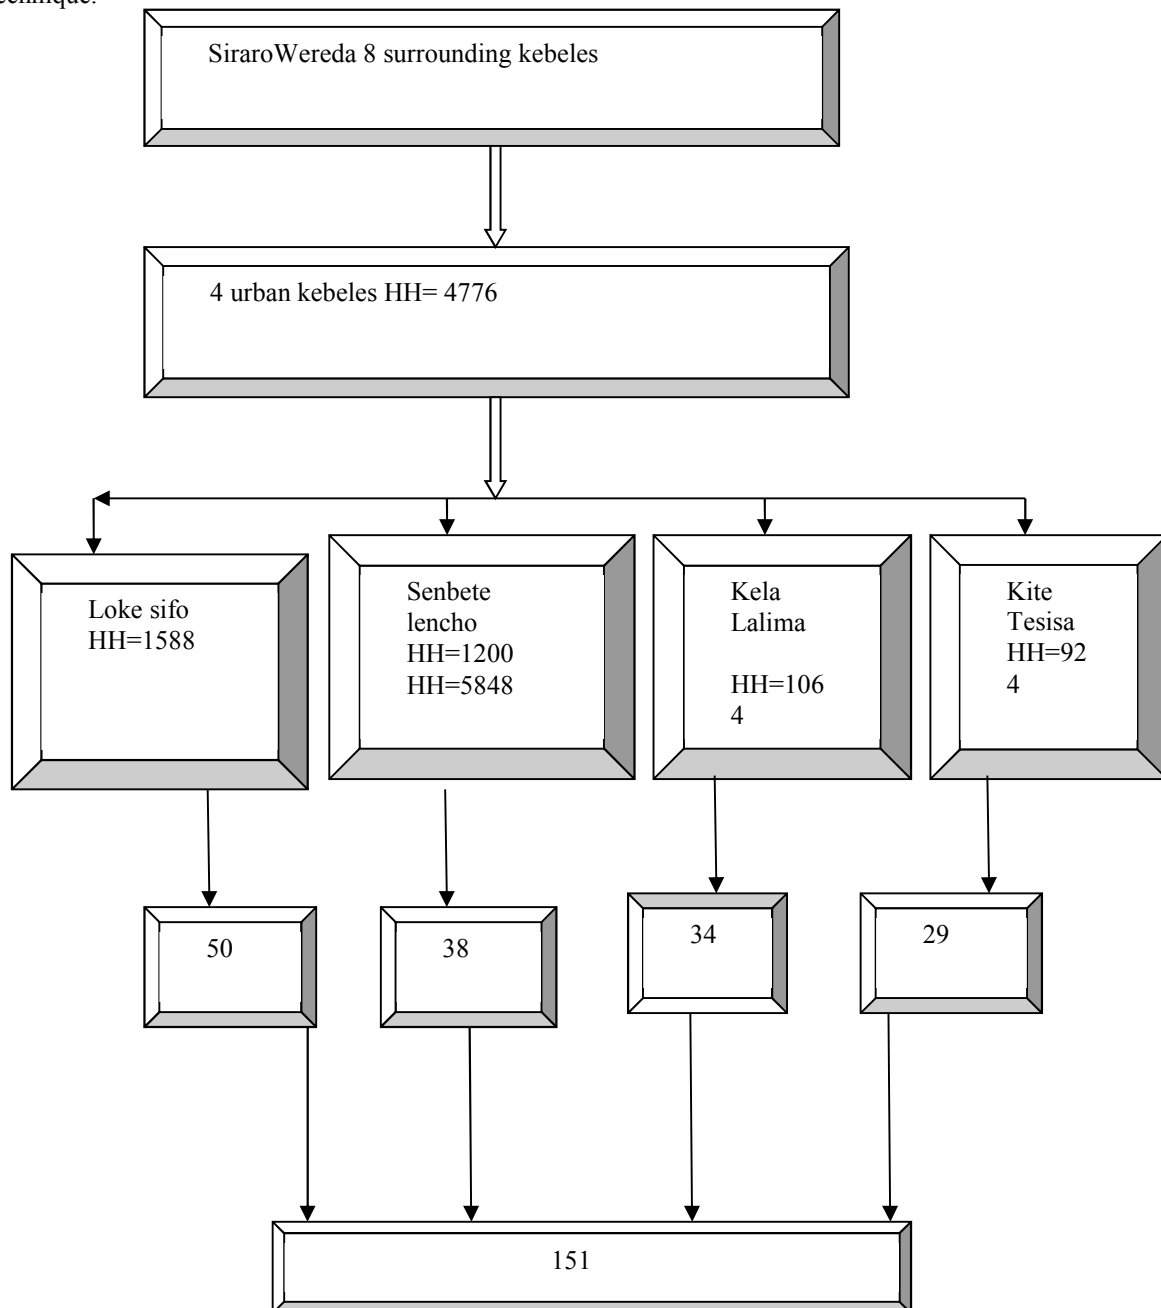 SiraroWereda 8 surrounding kebeles
4 urban kebeles HH= 4776
Loke sifo
HH=1588
Senbete
lencho
HH=1200
HH=5848
Kela
Lalima
HH=106
4
Kite
Tesisa
HH=92
4
50
38
34
29
151